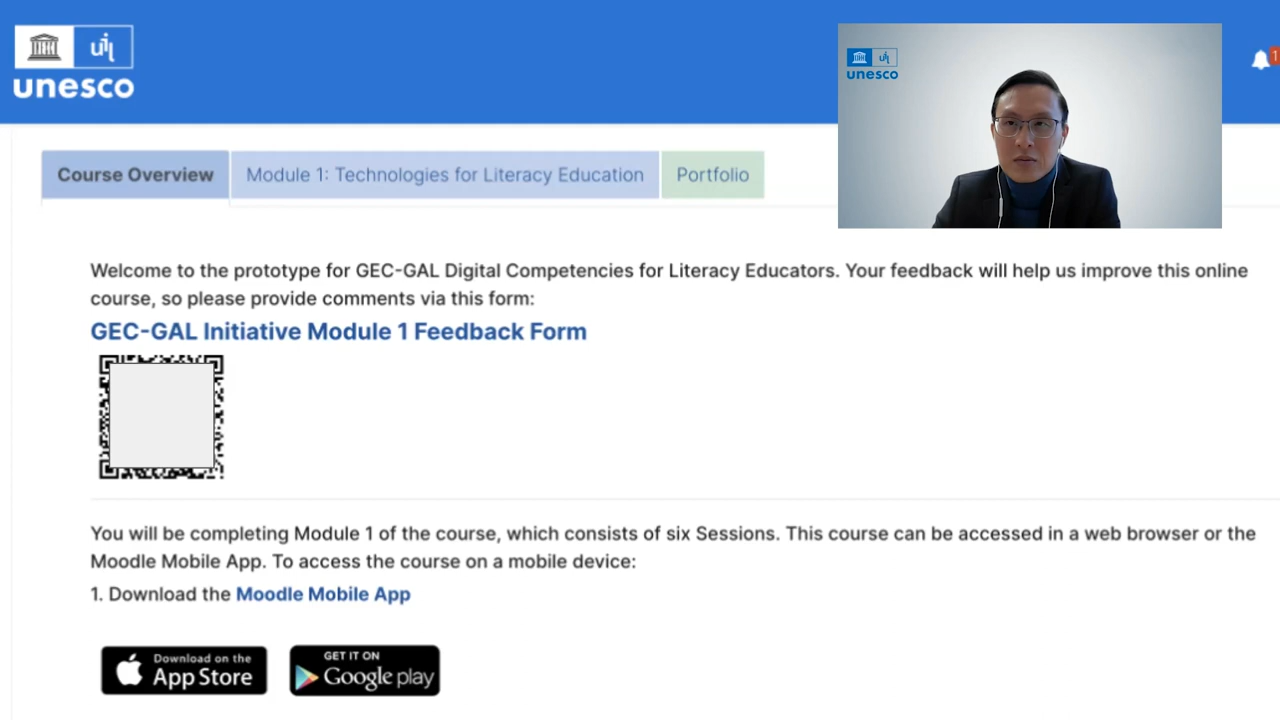 uil
unesco
1
uil
unesco
Course Overview
Module 1: Technologies for Literacy Education
Portfolio
Welcome to the prototype for GEC-GAL Digital Competencies for Literacy Educators. Your feedback will help us improve this online
course, so please provide comments via this form:
GEC-GAL Initiative Module 1 Feedback Form
You will be completing Module 1 of the course, which consists of six Sessions. This course can be accessed in a web browser or the
Moodle Mobile App. To access the course on a mobile device:
1. Download the Moodle Mobile App
Download on the
App Store
GET IT ON
Google play